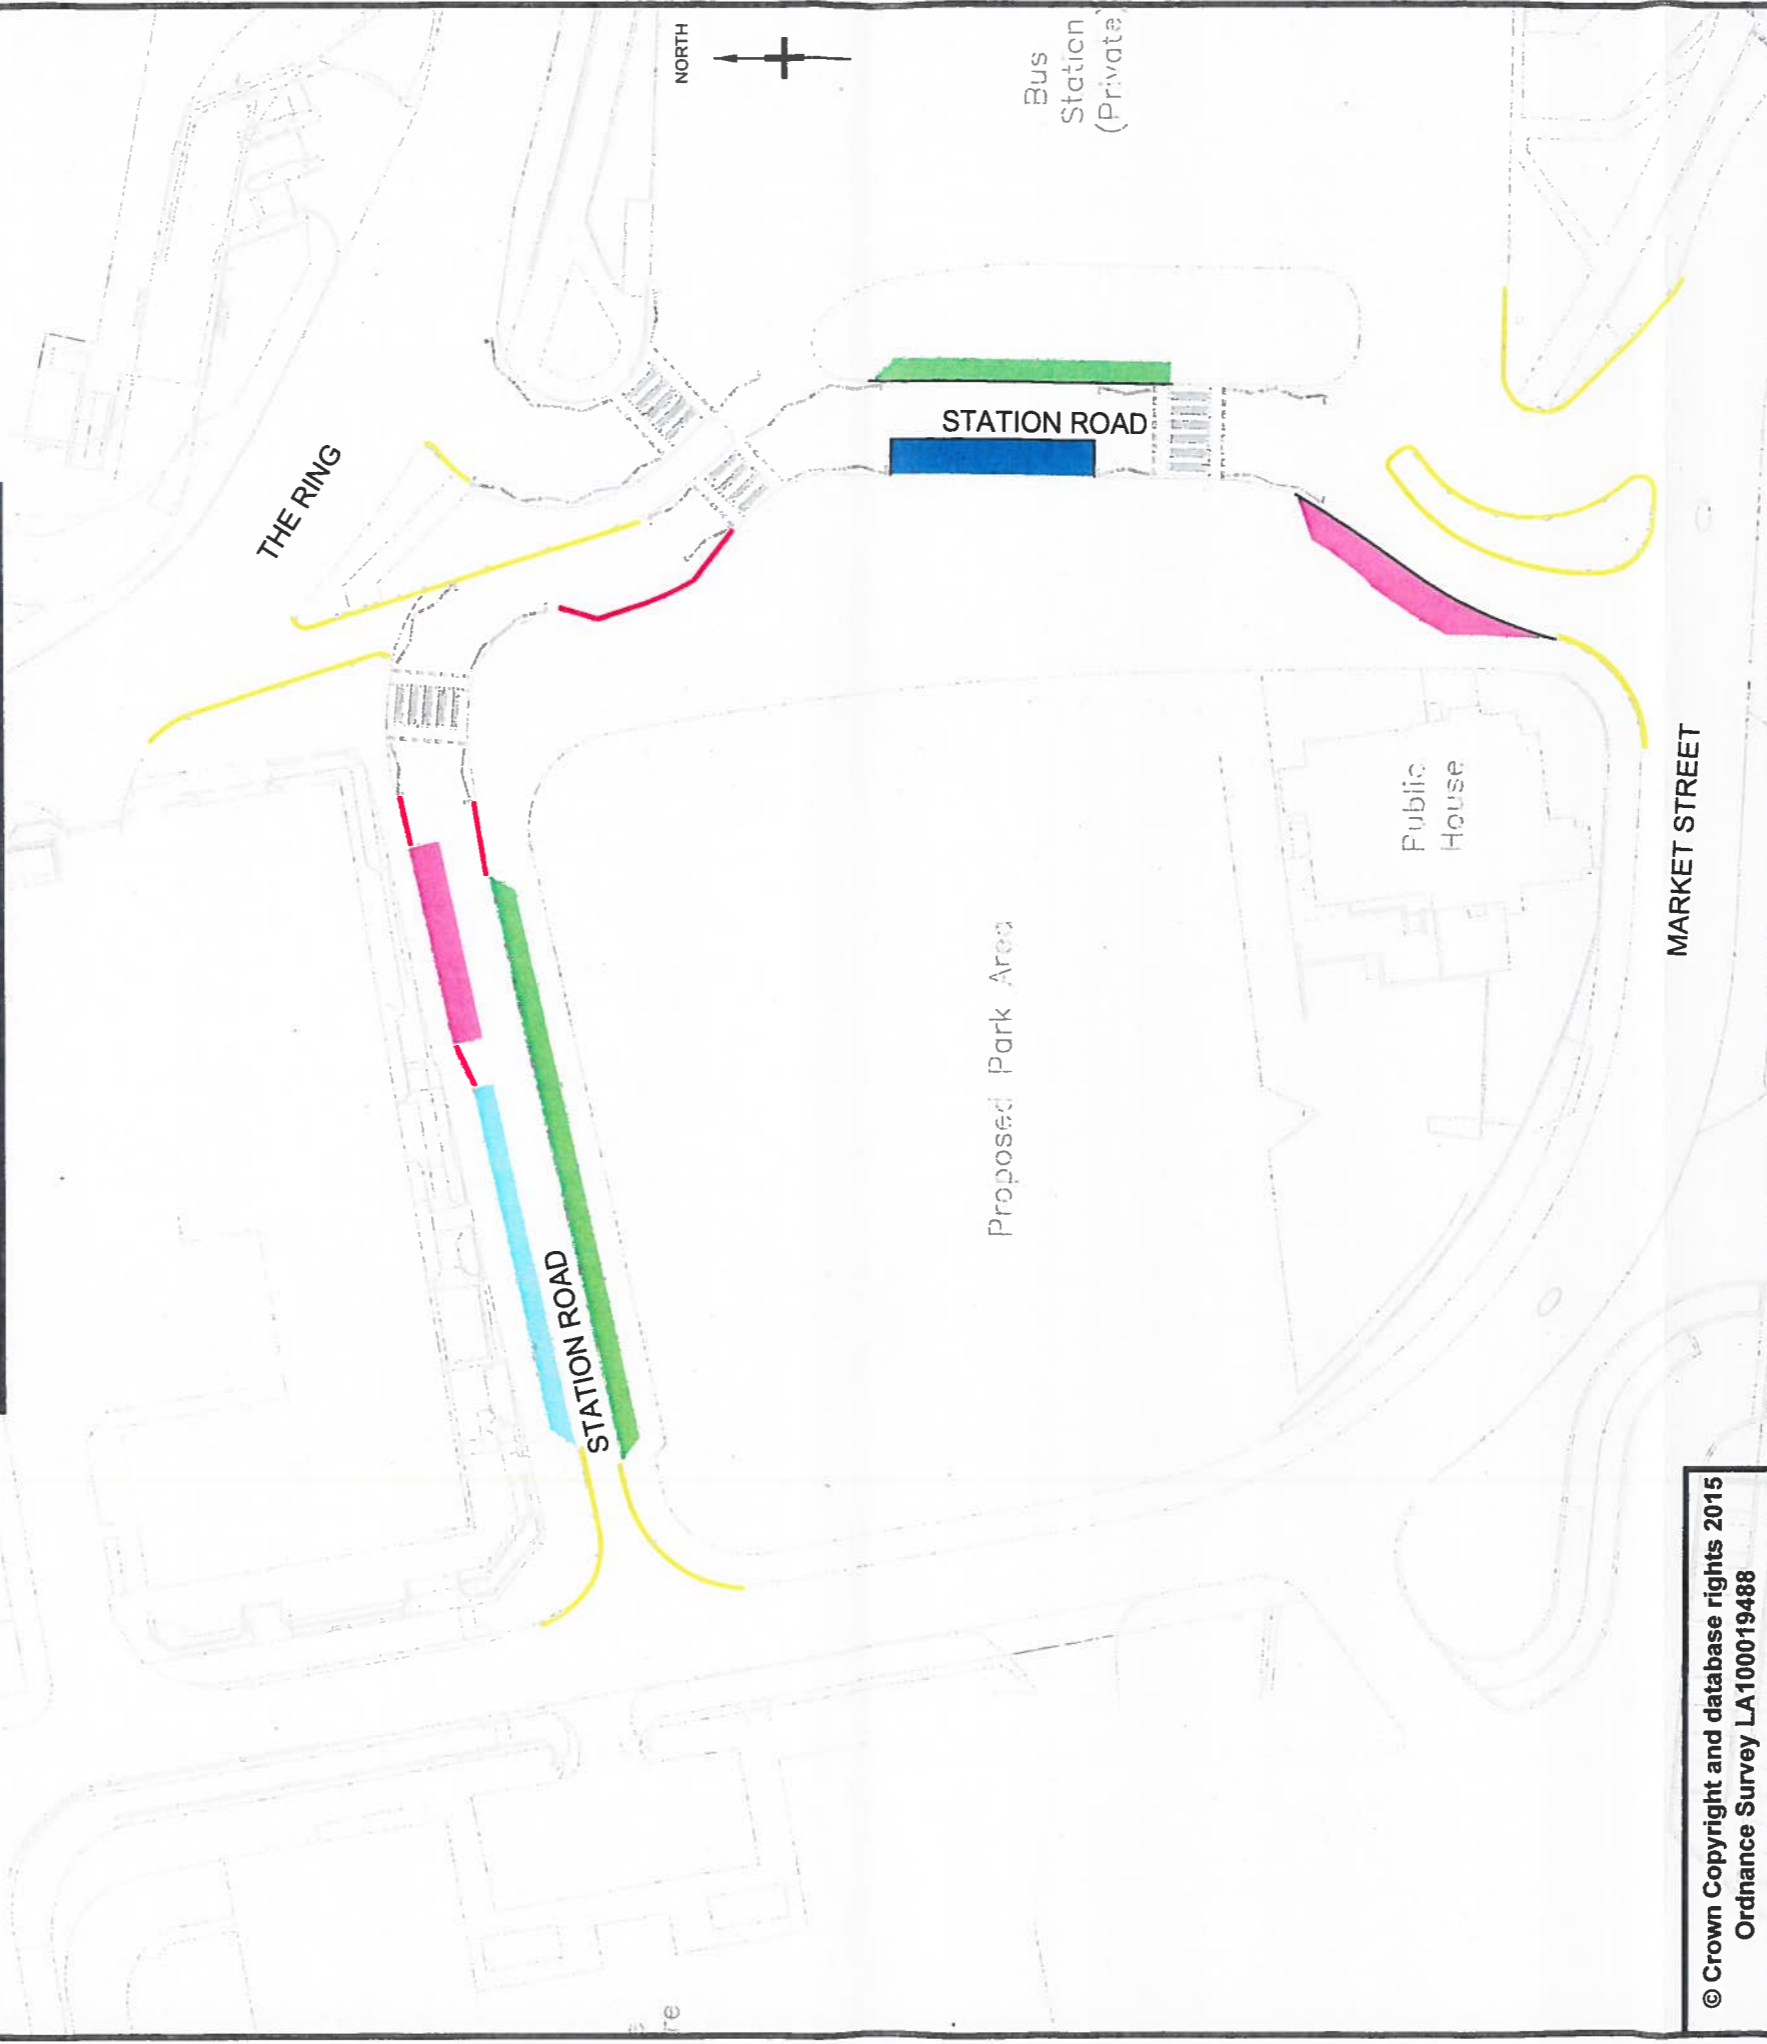 NORTH
Bus
Station
(Private)
THE RING
STATION ROAD
STATION ROAD
Proposed Park Area
Public
House
MARKET STREET
© Crown Copyright and database rights 2015
Ordnance Survey LA100019488